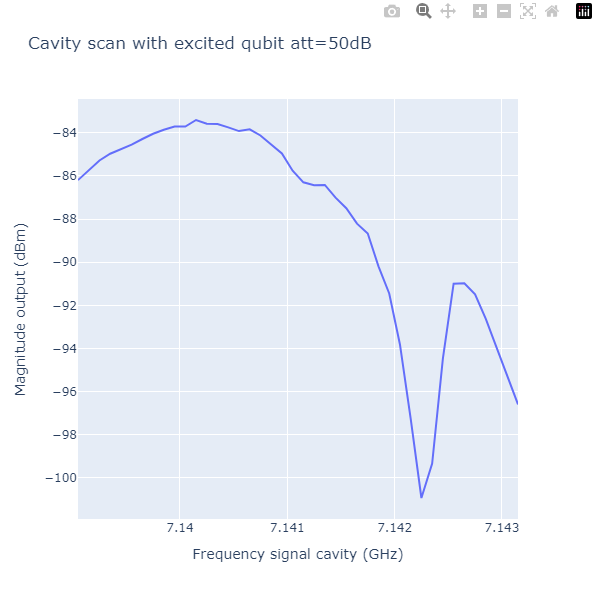 Cavity scan with excited qubit att=50dB
−84
−86
−88
−90
−92
−94
−96
−98
−100
Magnitude output (dBm)
7.14 7.141 7.142 7.143
Frequency signal cavity (GHz)